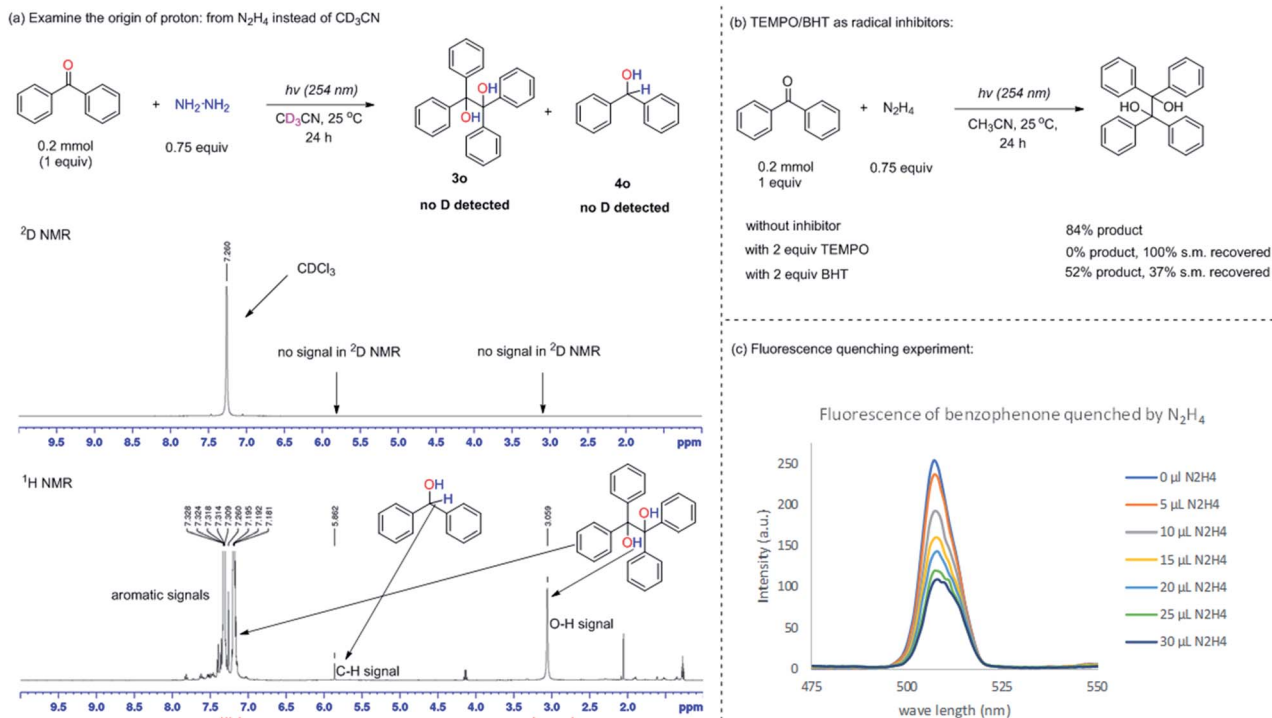 (a) Examine the origin of proton: from N₂H₄ instead of CD₃CN
O
+
NH₂-NH₂
hv (254 nm)
CD₃CN, 25 ºC
24 h
OH
OH
+
OH
H
0.2 mmol
(1 equiv)
0.75 equiv
3o
4o
no D detected
no D detected
²D NMR
7.260
CDCl₃
no signal in ²D NMR
no signal in ²D NMR
9.5 9.0 8.5 8.0 7.5 7.0 6.5 6.0 5.5 5.0 4.5 4.0 3.5 3.0 2.5 2.0 ppm
¹H NMR
7.328
7.324
7.318
7.314
7.309
7.260
7.195
7.192
7.181
5.862
3.059
OH
H
OH
OH
aromatic signals
C-H signal
O-H signal
9.5 9.0 8.5 8.0 7.5 7.0 6.5 6.0 5.5 5.0 4.5 4.0 3.5 3.0 2.5 2.0 ppm
(b) TEMPO/BHT as radical inhibitors:
O
+ N₂H₄
hv (254 nm)
CH₃CN, 25 ºC,
24 h
HO
OH
0.2 mmol
1 equiv
0.75 equiv
without inhibitor 84% product
with 2 equiv TEMPO 0% product, 100% s.m. recovered
with 2 equiv BHT 52% product, 37% s.m. recovered
(c) Fluorescence quenching experiment:
Fluorescence of benzophenone quenched by N₂H₄
Intensity (a.u.)
250
200
150
100
50
0
475 500 525 550
wave length (nm)
0 µl N2H4
5 µL N2H4
10 µL N2H4
15 µL N2H4
20 µL N2H4
25 µL N2H4
30 µL N2H4